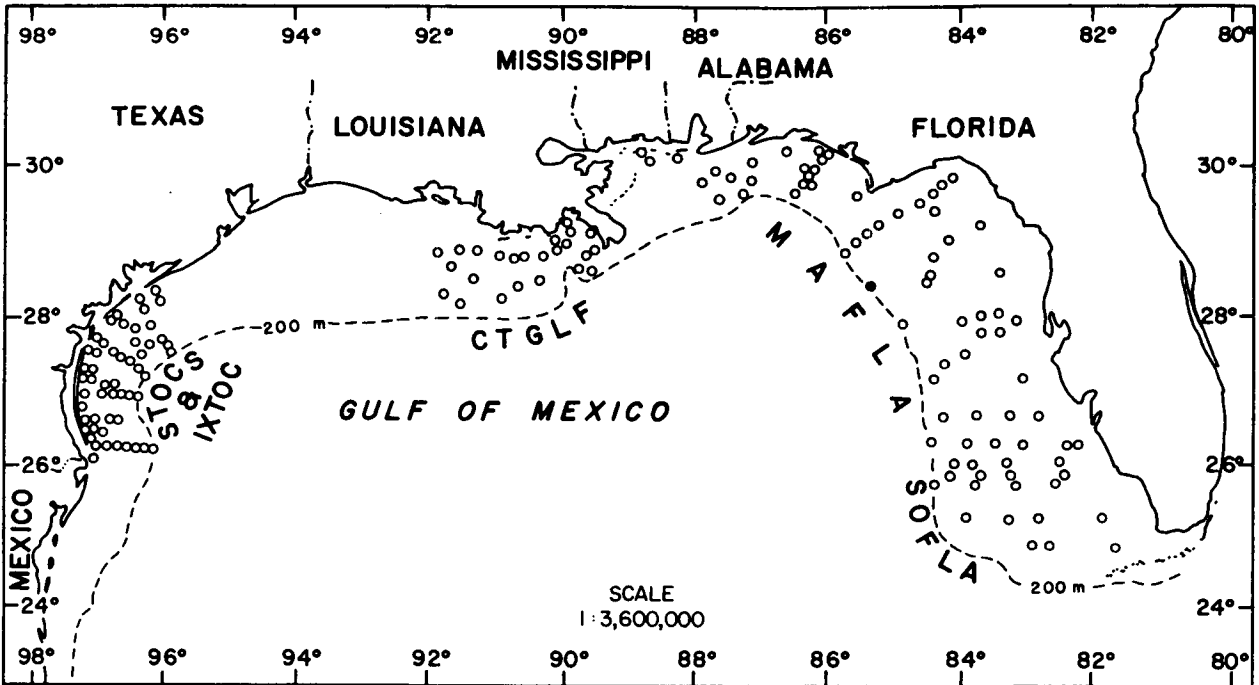 98° 96° 94° 92° 90° 88° 86° 84° 82° 80°
MISSISSIPPI
ALABAMA
TEXAS
LOUISIANA
FLORIDA
30° 30°
28° 28°
200 m
CTGLF
MAFLA
STOCS
&
IXTOC
GULF OF MEXICO
26° 26°
SOFLA
MEXICO
200 m
SCALE
1:3,600,000
24° 24°
98° 96° 94° 92° 90° 88° 86° 84° 82° 80°